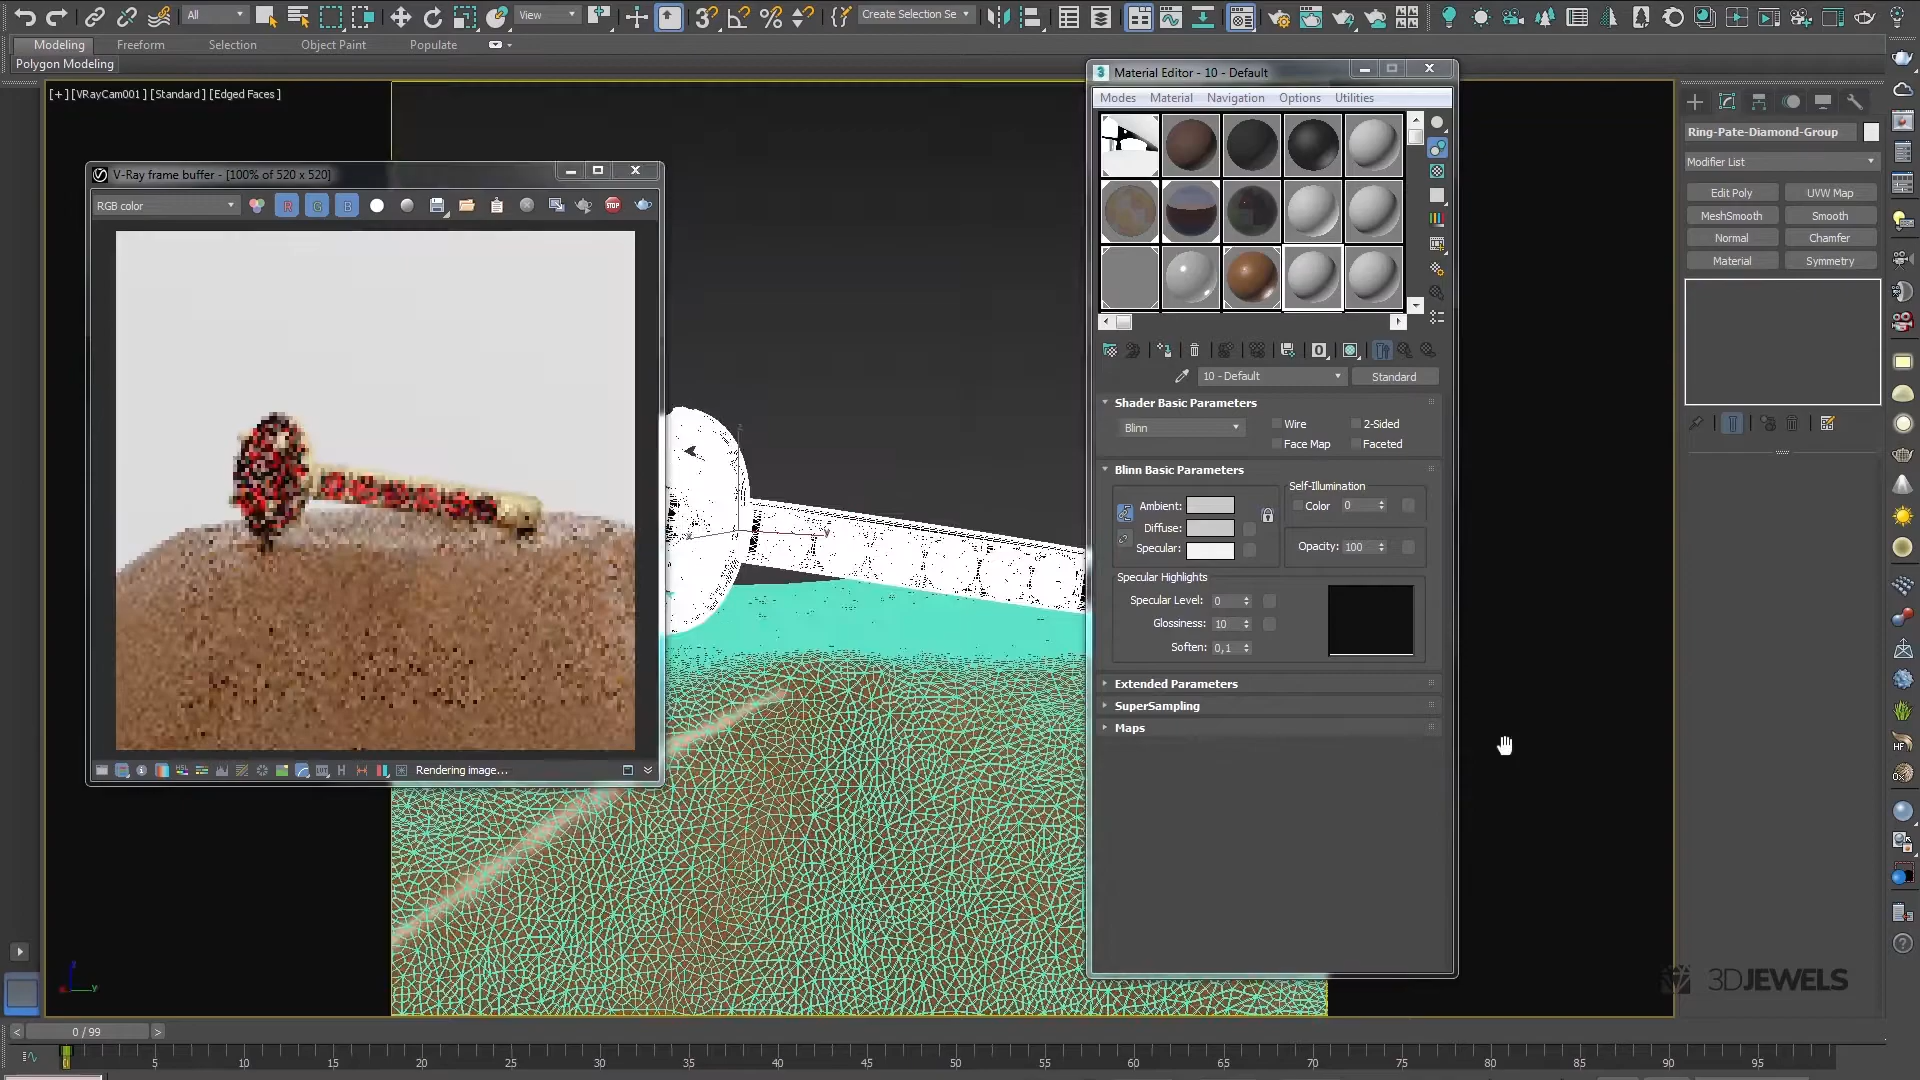 All
View
Create Selection Se
Modeling
Freeform
Selection
Object Paint
Populate
Polygon Modeling
[+] [VRayCam001] [Standard] [Edged Faces]
V-Ray frame buffer - [100% of 520 x 520]
RGB color
R
G
B
STOP
H
Rendering image...
3
Material Editor - 10 - Default
Modes
Material
Navigation
Options
Utilities
0
10 - Default
Standard
Shader Basic Parameters
Blinn
Wire
2-Sided
Face Map
Faceted
Blinn Basic Parameters
Self-Illumination
Ambient:
Color
0
Diffuse:
Specular:
Opacity:
100
Specular Highlights
Specular Level:
0
Glossiness:
10
Soften:
0,1
Extended Parameters
SuperSampling
Maps
Ring-Pate-Diamond-Group
Modifier List
Edit Poly
UVW Map
MeshSmooth
Smooth
Normal
Chamfer
Material
Symmetry
HF
3DJEWELS
z
y
<
0 / 99
>
0
5
10
15
20
25
30
35
40
45
50
55
60
65
70
75
80
85
90
95